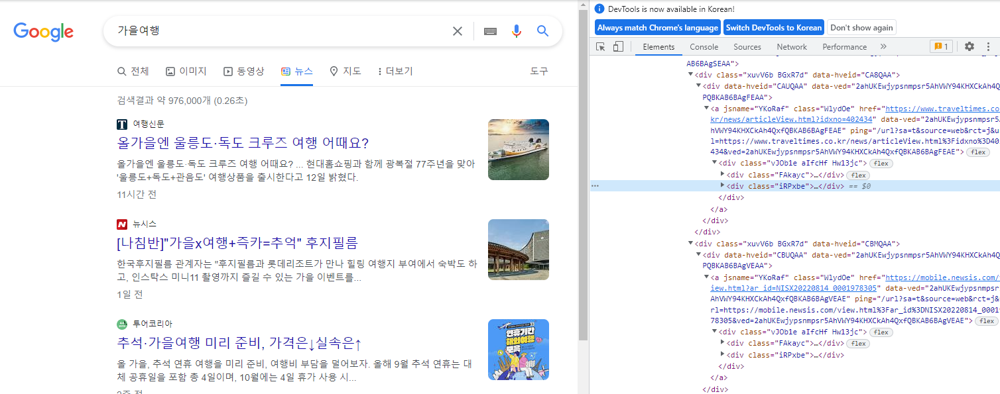 Google
가을여행
전체
이미지
동영상
뉴스
지도
더보기
도구
검색결과 약 976,000개 (0.26초)
여행신문
올가을엔 울릉도·독도 크루즈 여행 어때요?
올가을엔 울릉도·독도 크루즈 여행 어때요? ... 현대홈쇼핑과 함께 광복절 77주년을 맞아
'울릉도+독도+관음도' 여행상품을 출시한다고 12일 밝혔다.
11시간 전
뉴시스
[나침반]"가을x여행+즉카=추억" 후지필름
한국후지필름 관계자는 "후지필름과 롯데리조트가 만나 힐링 여행지 부여에서 숙박도 하
고, 인스탁스 미니11 촬영까지 즐길 수 있는 가을 이벤트를...
1일 전
투어코리아
추석·가을여행 미리 준비, 가격은↓실속은↑
올 가을, 추석 연휴 여행을 미리 준비, 여행비 부담을 덜어보자. 올해 9월 추석 연휴는 대
체 공휴일을 포함 총 4일이며, 10월에는 4일 휴가 사용 시...
연휴기간
해외여행
DevTools is now available in Korean!
Always match Chrome's language
Switch DevTools to Korean
Don't show again
Elements
Console
Sources
Network
Performance
»
1
AB6BAgSEAA">
▼<div class="xuvV6b BGxR7d" data-hveid="CA8QAA">
▼<div data-hveid="CAUQAA" data-ved="2ahUKEwjypsnmpsr5AhVWY94KHXCkAh4Q
PQBKAB6BAgFEAA">
▼<a jsname="YKoRaf" class="WlydOe" href="https://www.traveltimes.co
kr/news/articleView.html?idxno=402434" data-ved="2ahUKEwjypsnmpsr5
hVWY94KHXCkAh4QxfQBKAB6BAgFEAE" ping="/url?sa=t&source=web&rct=j&u
l=https://www.traveltimes.co.kr/news/articleView.html%3Fidxno%3D40
434&ved=2ahUKEwjypsnmpsr5AhVWY94KHXCkAh4QxfQBKAB6BAgFEAE"> flex
▼<div class="vJOb1e aIfcHf Hw13jc"> flex
▶<div class="FAkayc">…</div> flex
▶<div class="iRPxbe">…</div> == $0
</div>
</a>
</div>
</div>
▼<div class="xuvV6b BGxR7d" data-hveid="CBMQAA">
▼<div data-hveid="CBUQAA" data-ved="2ahUKEwjypsnmpsr5AhVWY94KHXCkAh4Q
PQBKAB6BAgVEAA">
▼<a jsname="YKoRaf" class="WlydOe" href="https://mobile.newsis.com/
iew.html?ar_id=NISX20220814_0001978305" data-ved="2ahUKEwjypsnmpsr
AhVWY94KHXCkAh4QxfQBKAB6BAgVEAE" ping="/url?sa=t&source=web&rct=j&
rl=https://mobile.newsis.com/view.html%3Far_id%3DNISX20220814_0001
78305&ved=2ahUKEwjypsnmpsr5AhVWY94KHXCkAh4QxfQBKAB6BAgVEAE"> flex
▼<div class="vJOb1e aIfcHf Hw13jc"> flex
▶<div class="FAkayc">…</div> flex
▶<div class="iRPxbe">…</div>
</div>
</a>
</div>